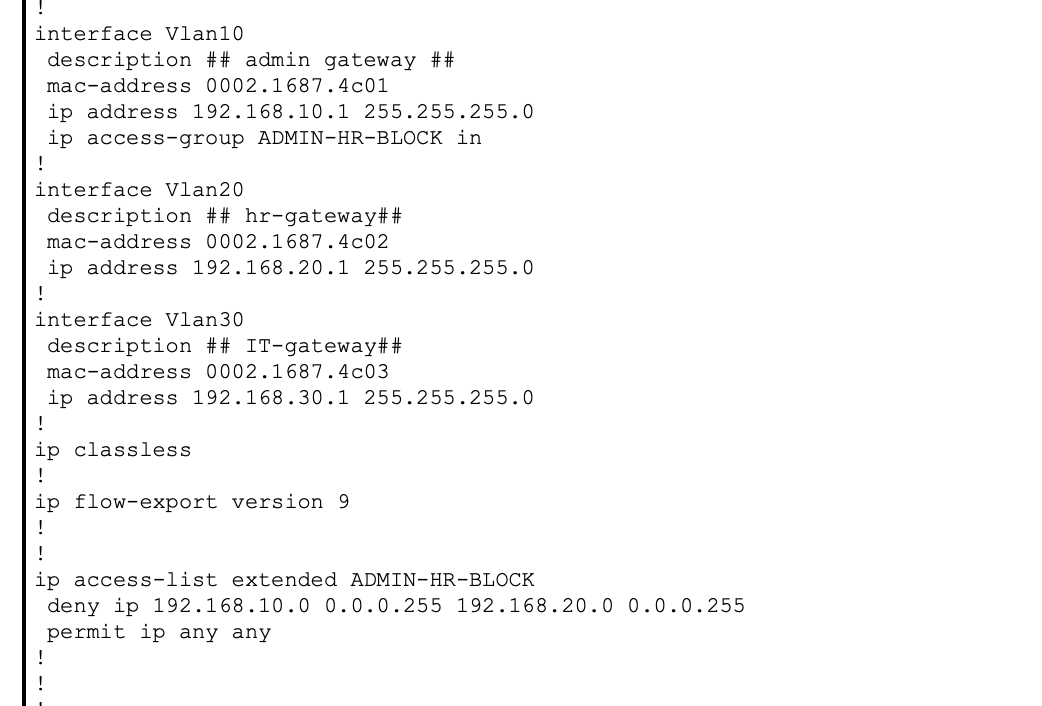 !
interface Vlan10
 description ## admin gateway ##
 mac-address 0002.1687.4c01
 ip address 192.168.10.1 255.255.255.0
 ip access-group ADMIN-HR-BLOCK in
!
interface Vlan20
 description ## hr-gateway##
 mac-address 0002.1687.4c02
 ip address 192.168.20.1 255.255.255.0
!
interface Vlan30
 description ## IT-gateway##
 mac-address 0002.1687.4c03
 ip address 192.168.30.1 255.255.255.0
!
ip classless
!
ip flow-export version 9
!
!
ip access-list extended ADMIN-HR-BLOCK
 deny ip 192.168.10.0 0.0.0.255 192.168.20.0 0.0.0.255
 permit ip any any
!
!